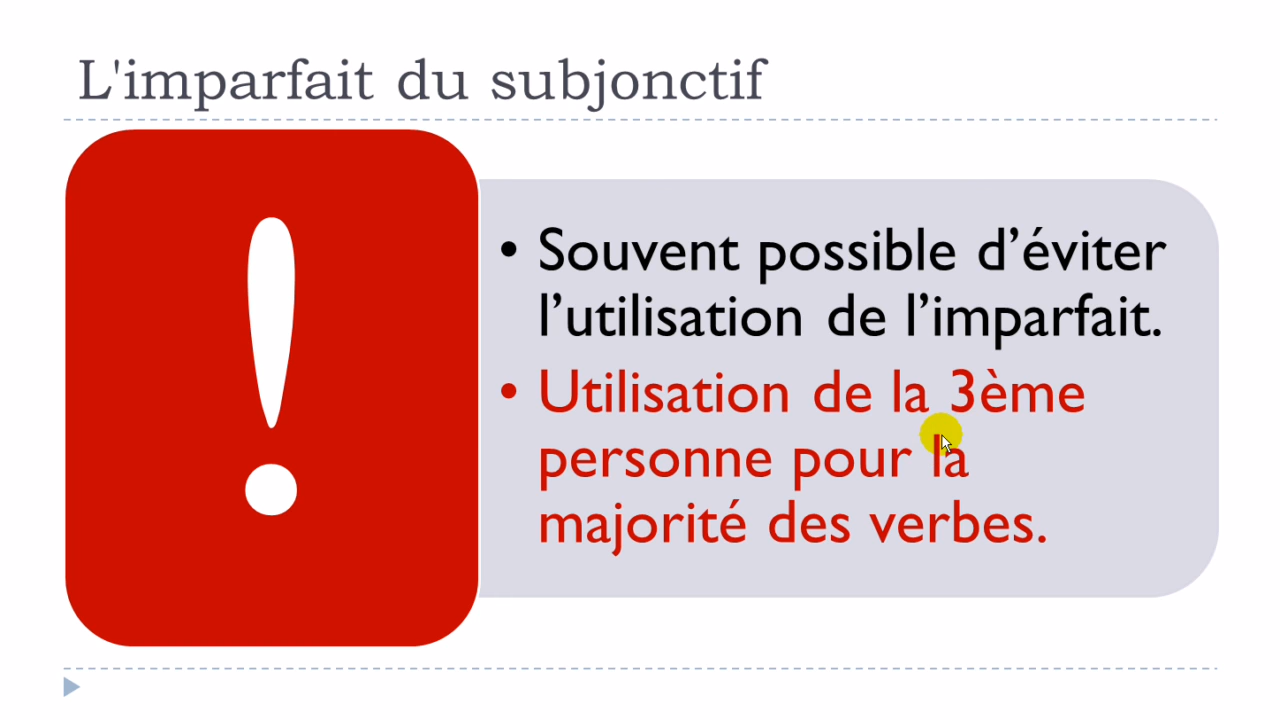 L'imparfait du subjonctif
!
• Souvent possible d’éviter
l’utilisation de l’imparfait.
• Utilisation de la 3ème
personne pour la
majorité des verbes.